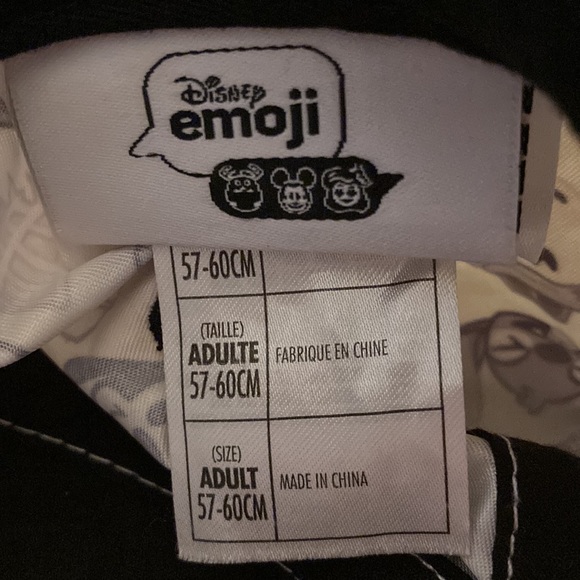 Disney
emoji
57-60CM
(TAILLE)
ADULTE
57-60CM
FABRIQUE EN CHINE
(SIZE)
ADULT
57-60CM
MADE IN CHINA